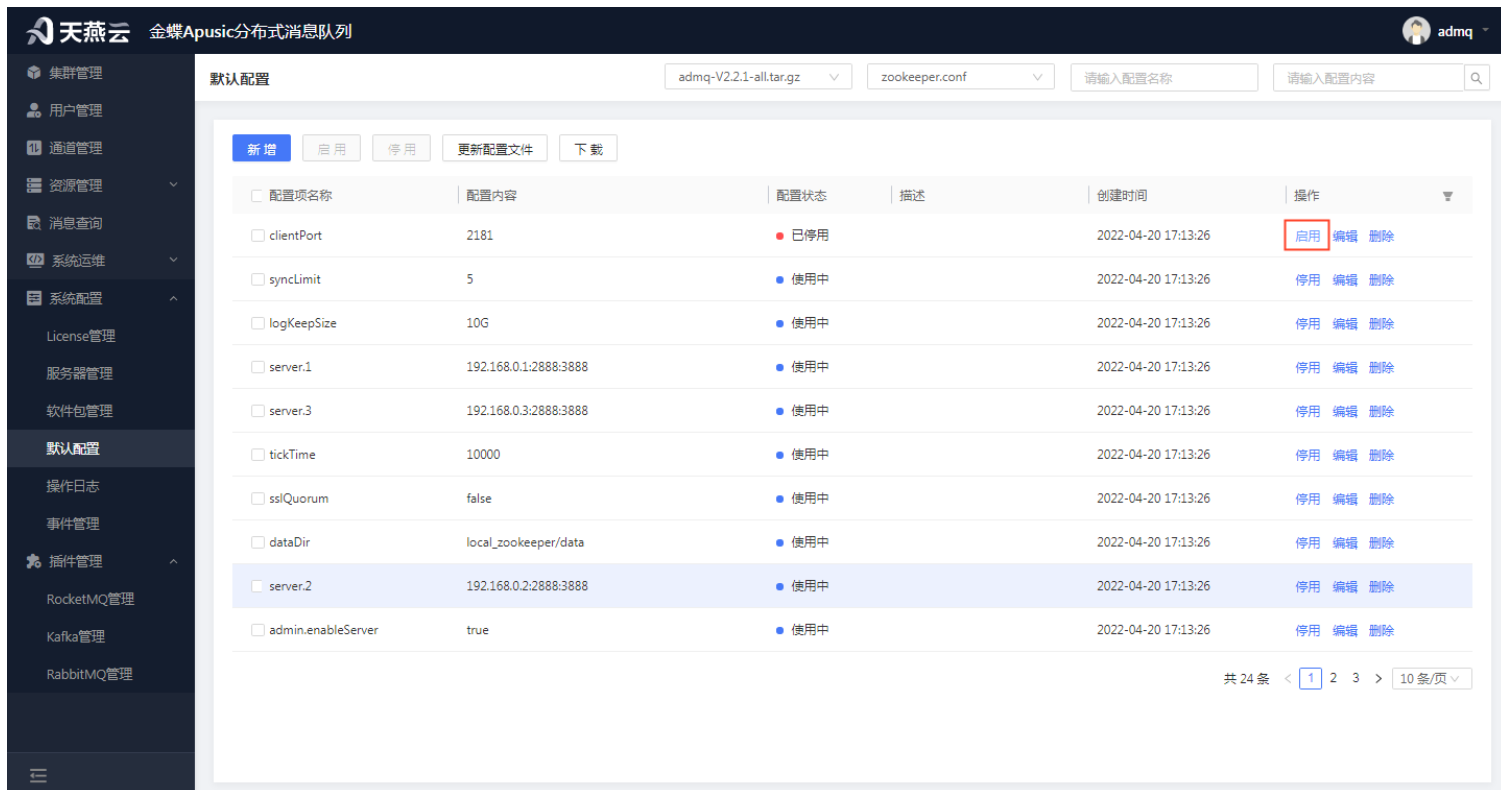 天燕云 金蝶Apusic分布式消息队列 admq
集群管理
用户管理
通道管理
资源管理
消息查询
系统运维
系统配置
License管理
服务器管理
软件包管理
默认配置
操作日志
事件管理
插件管理
RocketMQ管理
Kafka管理
RabbitMQ管理
默认配置 admq-V2.2.1-all.tar.gz zookeeper.conf 请输入配置名称 请输入配置内容
新增 启用 停用 更新配置文件 下载
配置项名称 配置内容 配置状态 描述 创建时间 操作
clientPort 2181 已停用 2022-04-20 17:13:26 启用 编辑 删除
syncLimit 5 使用中 2022-04-20 17:13:26 停用 编辑 删除
logKeepSize 10G 使用中 2022-04-20 17:13:26 停用 编辑 删除
server.1 192.168.0.1:2888:3888 使用中 2022-04-20 17:13:26 停用 编辑 删除
server.3 192.168.0.3:2888:3888 使用中 2022-04-20 17:13:26 停用 编辑 删除
tickTime 10000 使用中 2022-04-20 17:13:26 停用 编辑 删除
sslQuorum false 使用中 2022-04-20 17:13:26 停用 编辑 删除
dataDir local_zookeeper/data 使用中 2022-04-20 17:13:26 停用 编辑 删除
server.2 192.168.0.2:2888:3888 使用中 2022-04-20 17:13:26 停用 编辑 删除
admin.enableServer true 使用中 2022-04-20 17:13:26 停用 编辑 删除
共 24 条 < 1 2 3 > 10 条/页